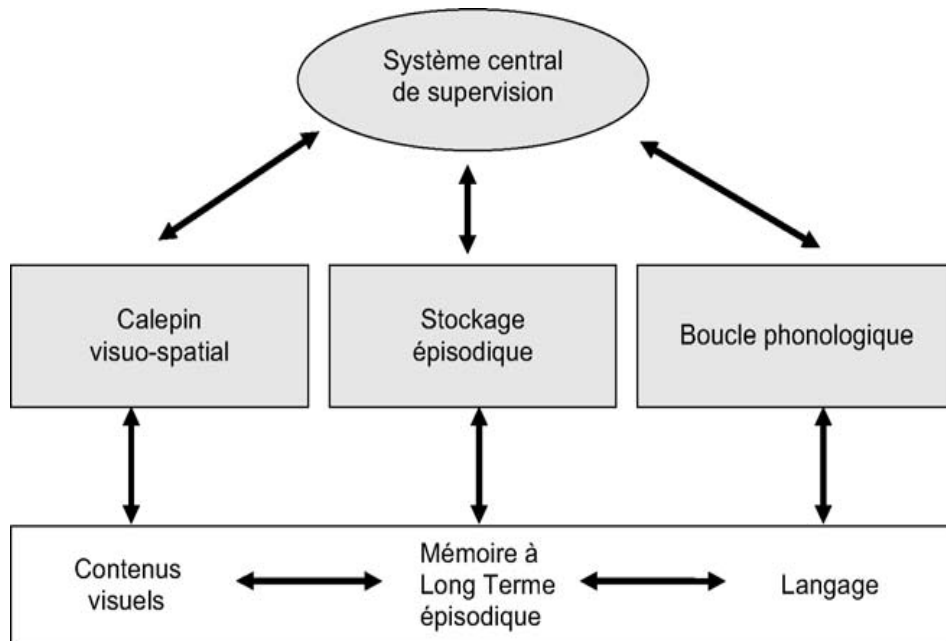 Système central
de supervision
Calepin
visuo-spatial
Stockage
épisodique
Boucle phonologique
Contenus
visuels
Mémoire à
Long Terme
épisodique
Langage